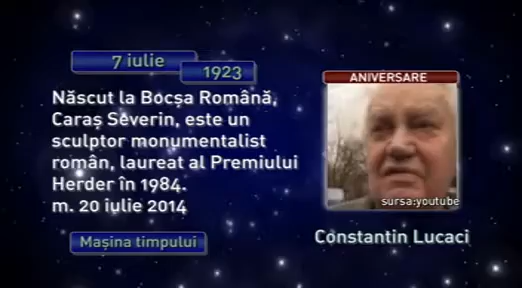 7 iulie
1923
Născut la Bocșa Română,
Caraș Severin, este un
sculptor monumentalist
român, laureat al Premiului
Herder în 1984.
m. 20 iulie 2014
Mașina timpului
ANIVERSARE
sursa:youtube
Constantin Lucaci